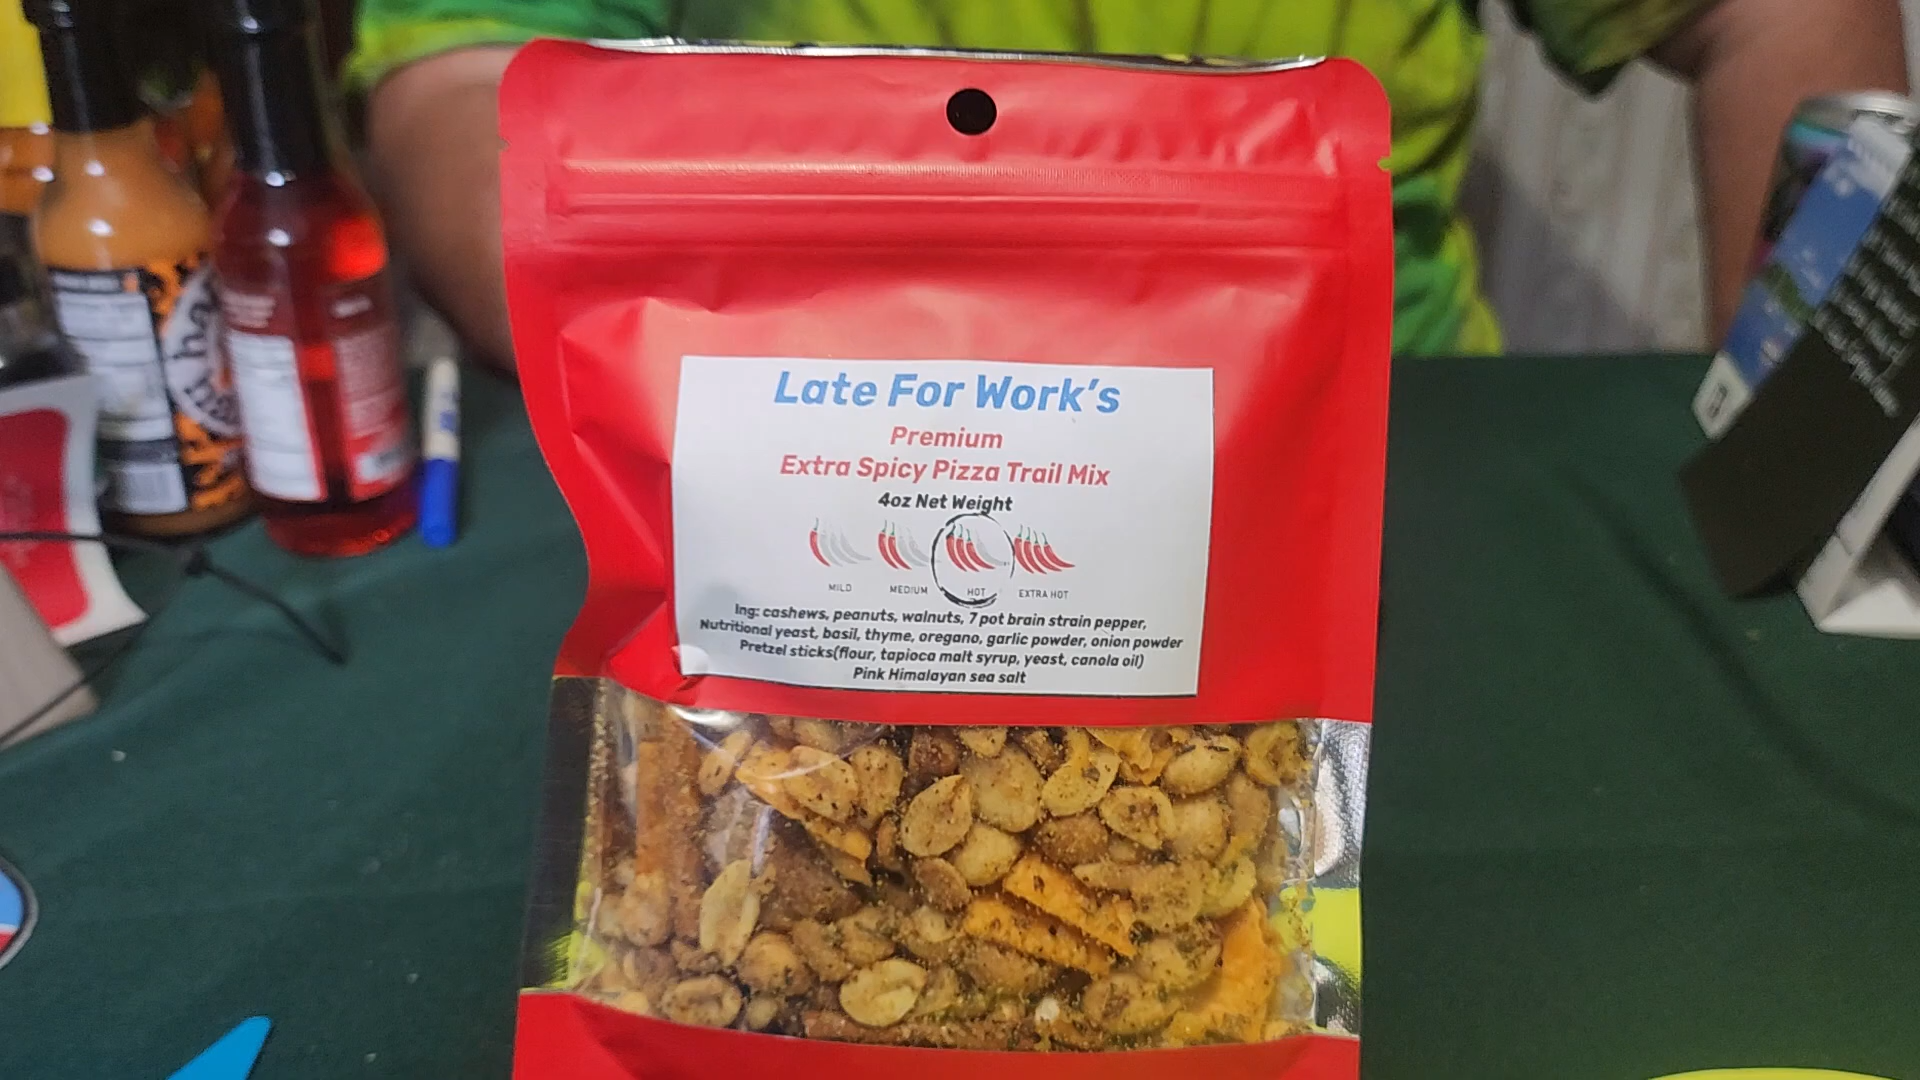 Late For Work's
Premium
Extra Spicy Pizza Trail Mix
4oz Net Weight
MILD MEDIUM HOT EXTRA HOT
Ing: cashews, peanuts, walnuts, 7 pot brain strain pepper,
Nutritional yeast, basil, thyme, oregano, garlic powder, onion powder
Pretzel sticks(flour, tapioca malt syrup, yeast, canola oil)
Pink Himalayan sea salt